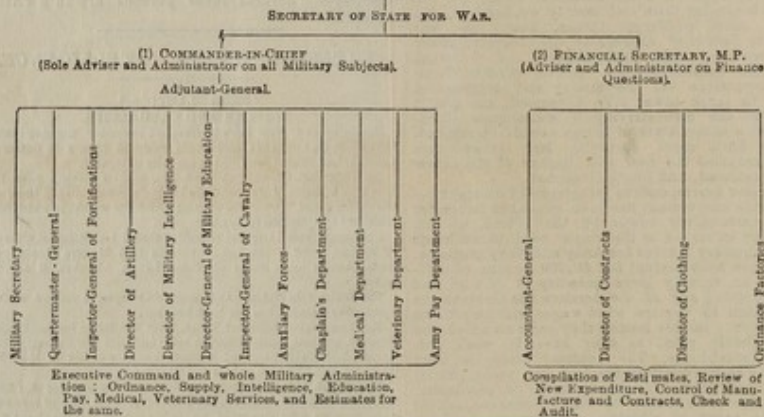 SECRETARY OF STATE FOR WAR.
(1) COMMANDER-IN-CHIEF
(Sole Adviser and Administrator on all Military Subjects).
Adjutant-General.
Military Secretary
Quartermaster-General
Inspector-General of Fortifications
Director of Artillery
Director of Military Intelligence
Director-General of Military Education
Inspector-General of Cavalry
Auxiliary Forces
Chaplain's Department
Medical Department
Veterinary Department
Army Pay Department
Executive Command and whole Military Administra-
tion: Ordnance, Supply, Intelligence, Education,
Pay, Medical, Veterinary Services, and Estimates for
the same.
(2) FINANCIAL SECRETARY, M.P.
(Adviser and Administrator on Finance
Questions).
Accountant-General
Director of Contracts
Director of Clothing
Ordnance Factories
Compilation of Estimates, Review of
New Expenditure, Control of Manu-
facture and Contracts, Check and
Audit.